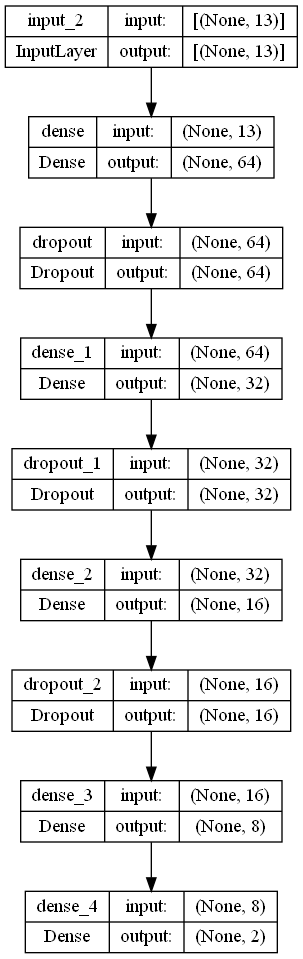 input_2 input: [(None, 13)]
InputLayer output: [(None, 13)]
dense input: (None, 13)
Dense output: (None, 64)
dropout input: (None, 64)
Dropout output: (None, 64)
dense_1 input: (None, 64)
Dense output: (None, 32)
dropout_1 input: (None, 32)
Dropout output: (None, 32)
dense_2 input: (None, 32)
Dense output: (None, 16)
dropout_2 input: (None, 16)
Dropout output: (None, 16)
dense_3 input: (None, 16)
Dense output: (None, 8)
dense_4 input: (None, 8)
Dense output: (None, 2)